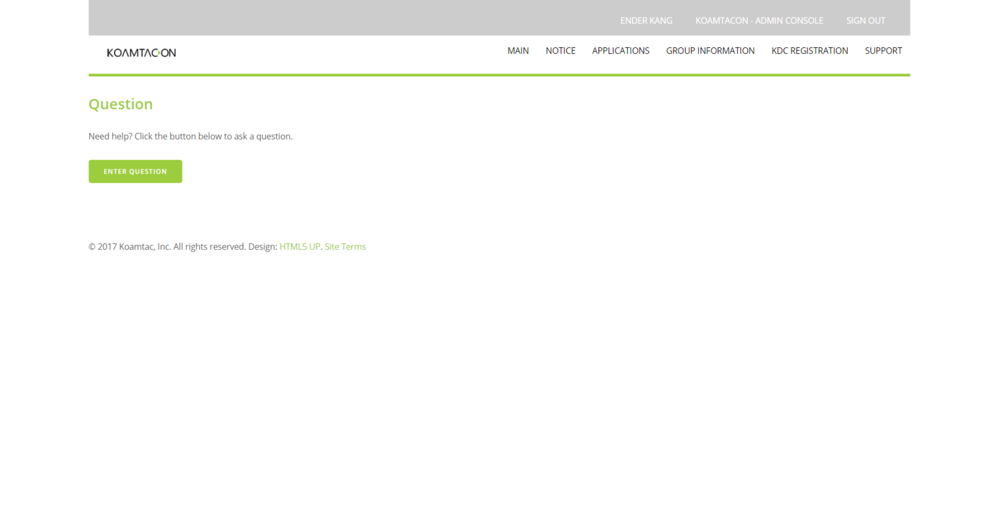 ENDER KANG KOAMTACON - ADMIN CONSOLE SIGN OUT
KOAMTACON MAIN NOTICE APPLICATIONS GROUP INFORMATION KDC REGISTRATION SUPPORT
Question
Need help? Click the button below to ask a question.
ENTER QUESTION
© 2017 Koamtac, Inc. All rights reserved. Design: HTML5 UP. Site Terms